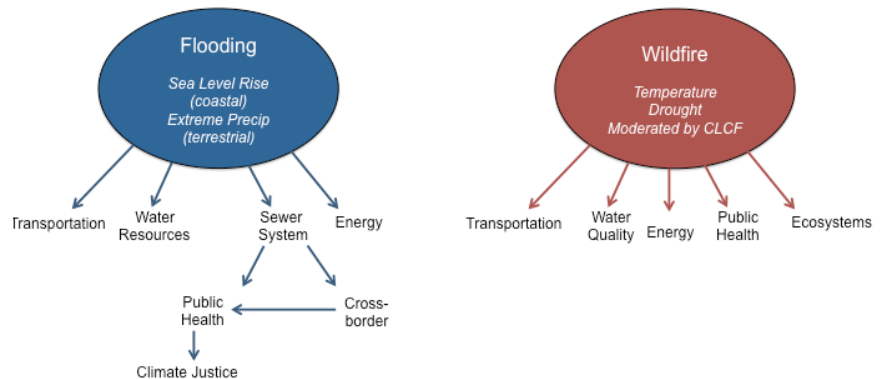 Flooding
Sea Level Rise
(coastal)
Extreme Precip
(terrestrial)
Transportation
Water
Resources
Sewer
System
Energy
Public
Health
Cross-
border
Climate Justice
Wildfire
Temperature
Drought
Moderated by CLCF
Transportation
Water
Quality
Energy
Public
Health
Ecosystems